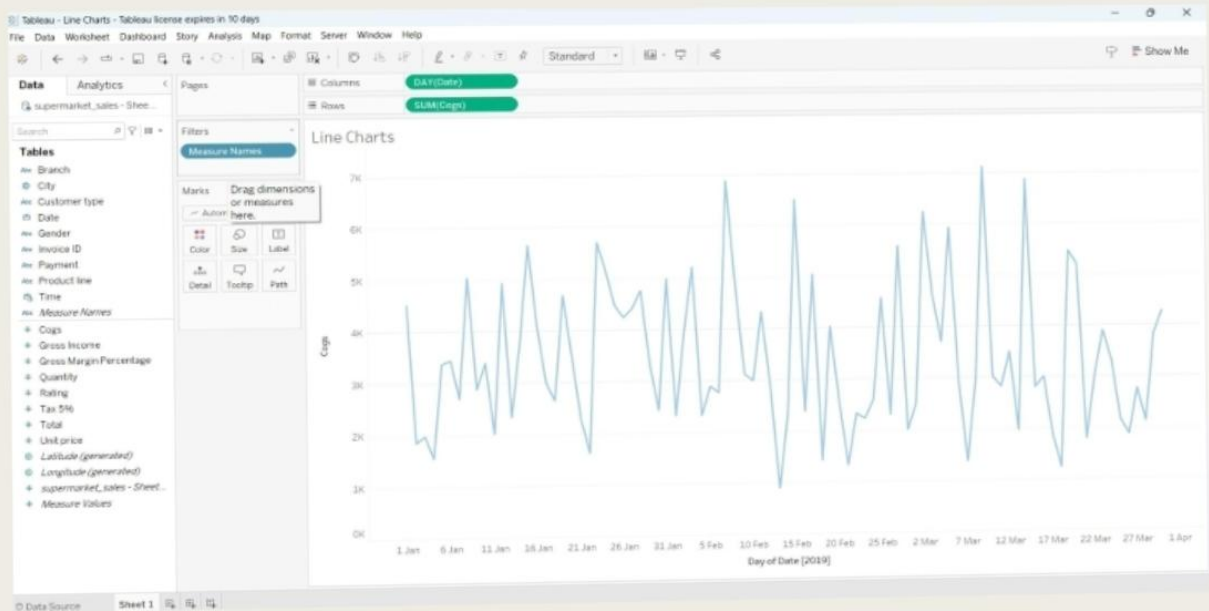 Tableau - Line Charts - Tableau license expires in 10 days
File Data Worksheet Dashboard Story Analysis Map Format Server Window Help
Standard
Show Me
Data Analytics
supermarket_sales - Shee...
Search
Tables
Branch
City
Customer type
Date
Gender
Invoice ID
Payment
Product line
Time
Measure Names
Cogs
Gross Income
Gross Margin Percentage
Quantity
Rating
Tax 5%
Total
Unit price
Latitude (generated)
Longitude (generated)
supermarket_sales - Sheet...
Measure Values
Pages
Filters
Measure Names
Marks
Autom
Drag dimensions
or measures
here.
Color Size Label
Detail Tooltip Path
Columns DAY(Date)
Rows SUM(Cogs)
Line Charts
7K
6K
5K
4K
3K
2K
1K
0K
Cogs
1 Jan 6 Jan 11 Jan 16 Jan 21 Jan 26 Jan 31 Jan 5 Feb 10 Feb 15 Feb 20 Feb 25 Feb 2 Mar 7 Mar 12 Mar 17 Mar 22 Mar 27 Mar 1 Apr
Day of Date [2019]
Data Source Sheet 1